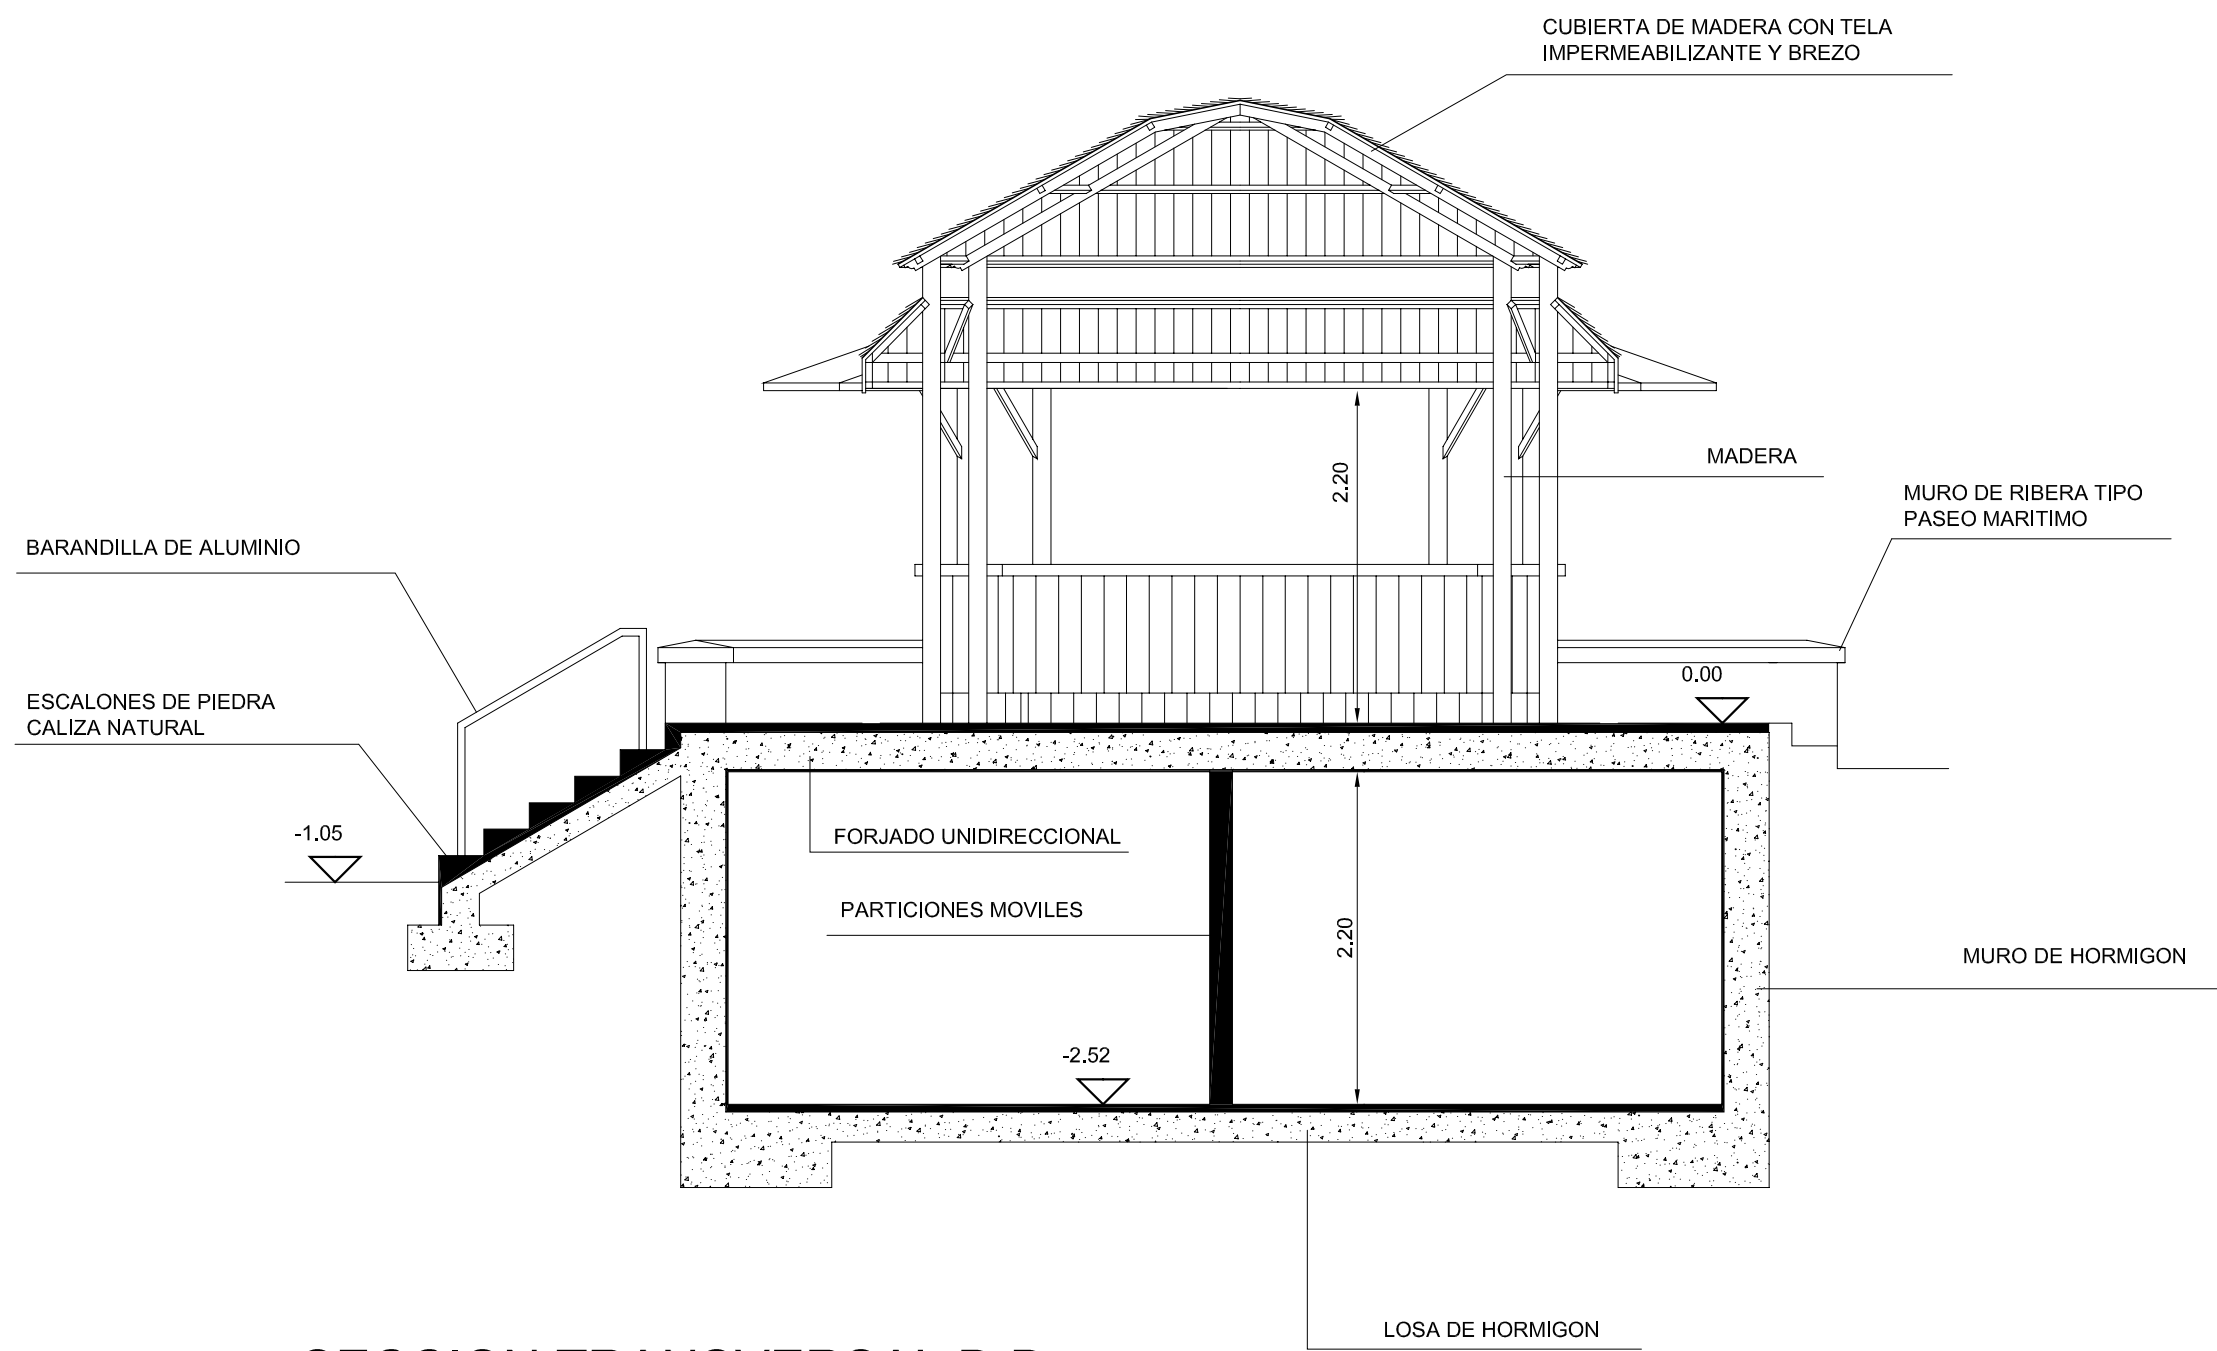 CUBIERTA DE MADERA CON TELA
IMPERMEABILIZANTE Y BREZO
MADERA
2.20
MURO DE RIBERA TIPO
PASEO MARITIMO
BARANDILLA DE ALUMINIO
0.00
ESCALONES DE PIEDRA
CALIZA NATURAL
-1.05
FORJADO UNIDIRECCIONAL
PARTICIONES MOVILES
2.20
MURO DE HORMIGON
-2.52
LOSA DE HORMIGON
SECCION TRANSVERSAL